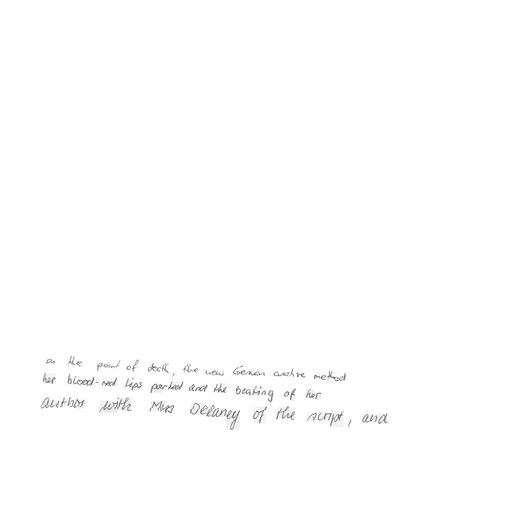 on the point of death, the new German curative method
her blood-red lips parted and the beating of her
author with Miss Delaney of the script, and